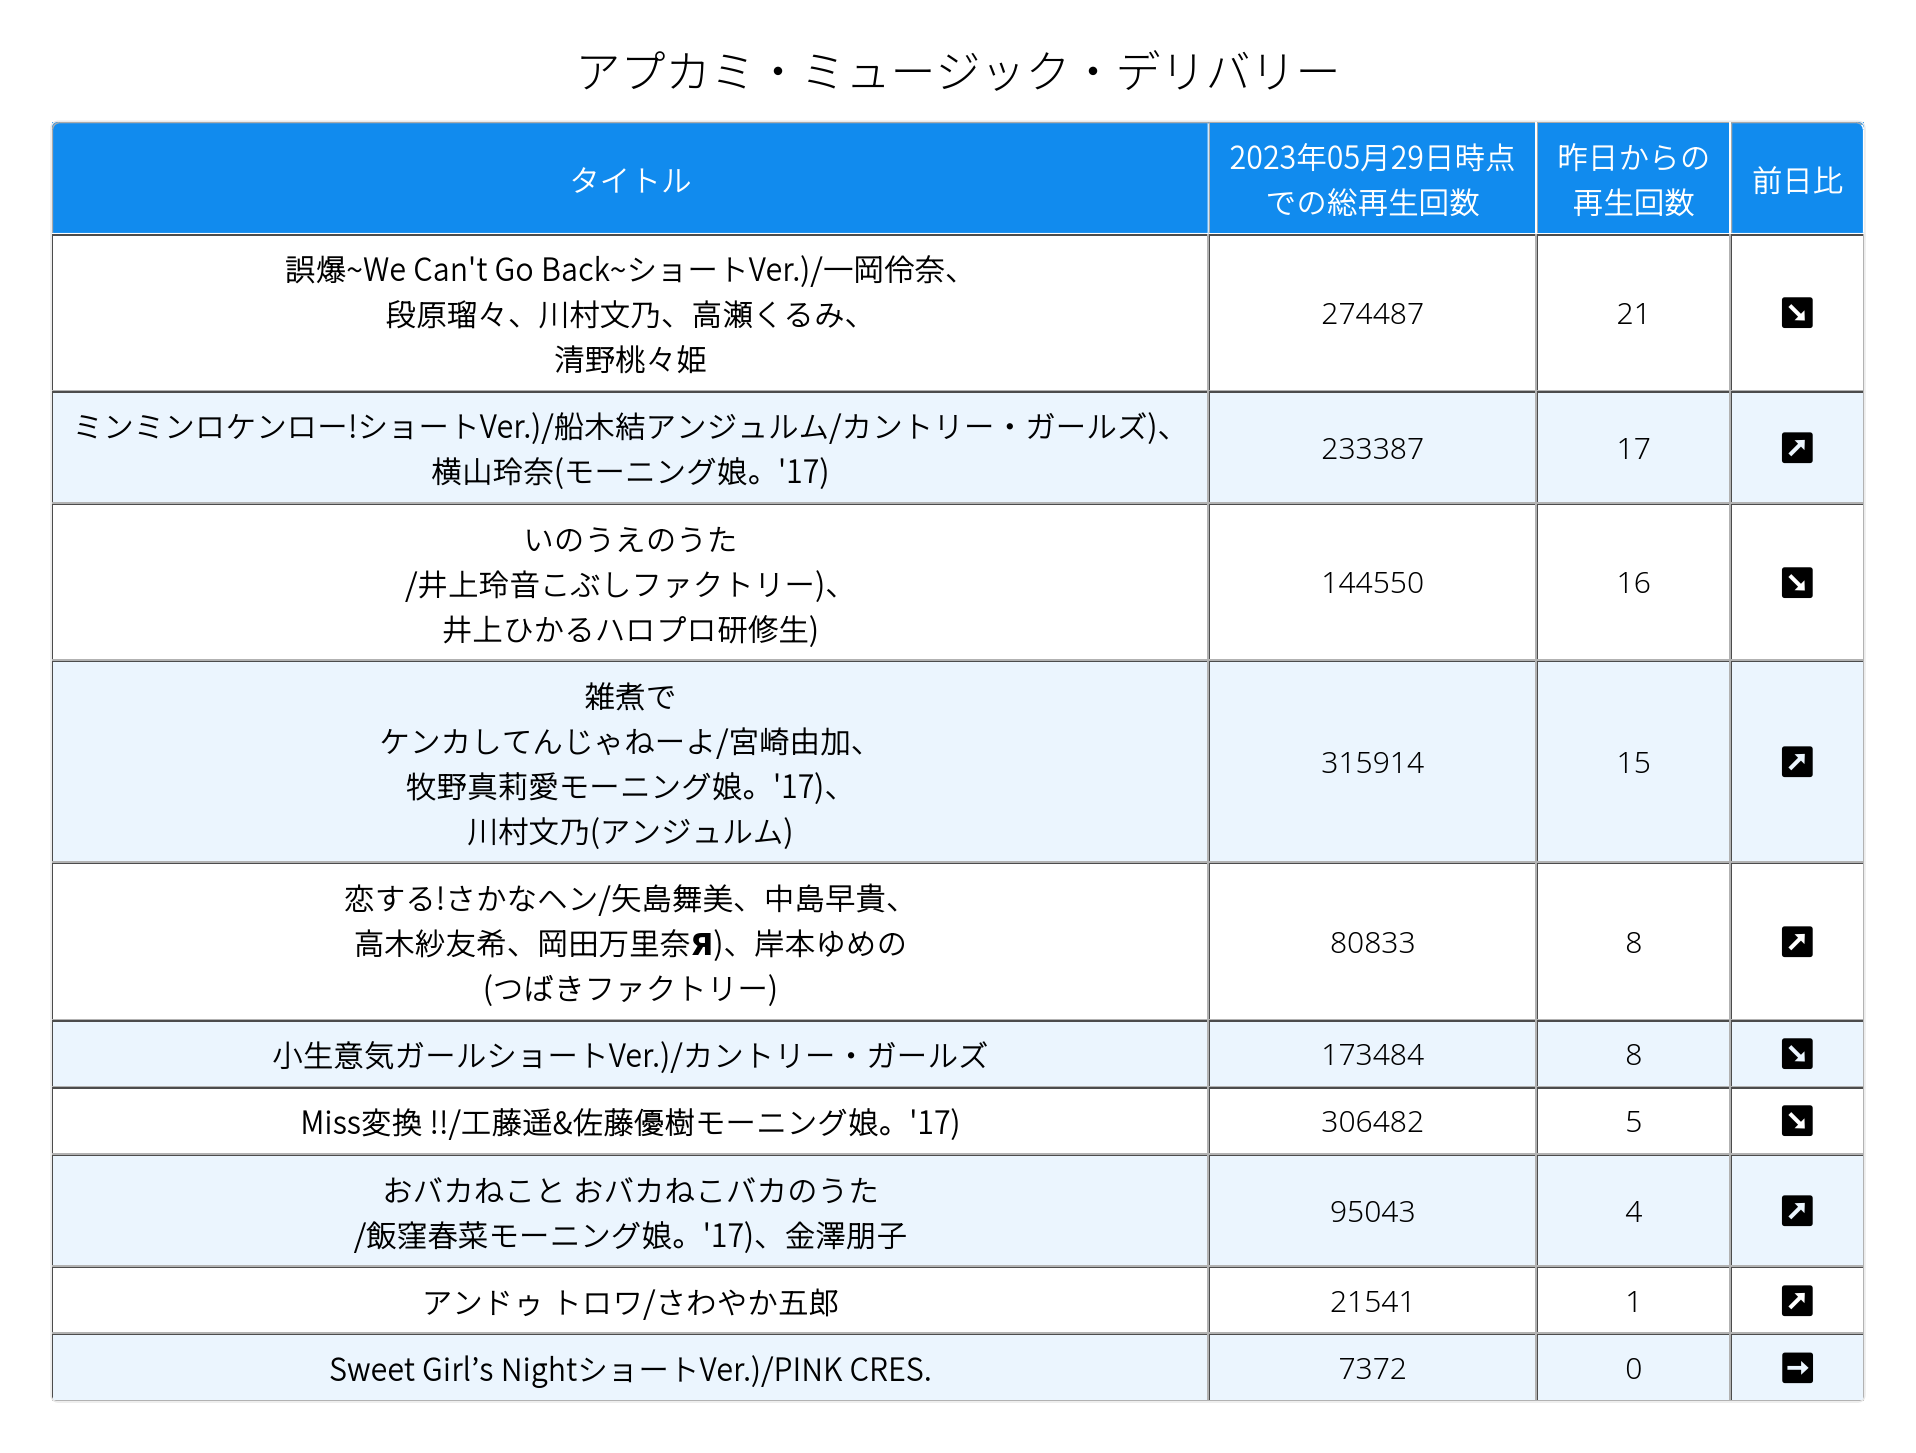 アプカミ・ミュージック・デリバリー
タイトル
2023年05月29日時点
での総再生回数
昨日からの
再生回数
前日比
誤爆~We Can't Go Back~ショートVer.)/一岡伶奈、
段原瑠々、川村文乃、高瀬くるみ、
清野桃々姫
274487
21
ミンミンロケンロー!ショートVer.)/船木結アンジュルム/カントリー・ガールズ)、
横山玲奈(モーニング娘。'17)
233387
17
いのうえのうた
/井上玲音こぶしファクトリー)、
井上ひかるハロプロ研修生)
144550
16
雑煮で
ケンカしてんじゃねーよ/宮崎由加、
牧野真莉愛モーニング娘。'17)、
川村文乃(アンジュルム)
315914
15
恋する!さかなヘン/矢島舞美、中島早貴、
高木紗友希、岡田万里奈Я)、岸本ゆめの
(つばきファクトリー)
80833
8
小生意気ガールショートVer.)/カントリー・ガールズ
173484
8
Miss変換 !!/工藤遥&佐藤優樹モーニング娘。'17)
306482
5
おバカねこと おバカねこバカのうた
/飯窪春菜モーニング娘。'17)、金澤朋子
95043
4
アンドゥ トロワ/さわやか五郎
21541
1
Sweet Girl’s NightショートVer.)/PINK CRES.
7372
0